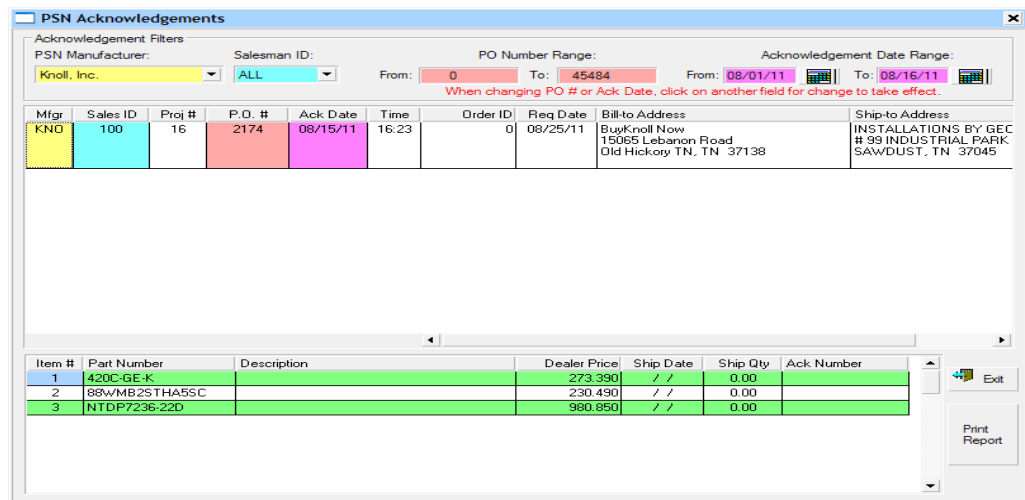 PSN Acknowledgements
Acknowledgement Filters
PSN Manufacturer: Salesman ID: PO Number Range: Acknowledgement Date Range:
Knoll, Inc. ALL From: 0 To: 45484 From: 08/01/11 To: 08/16/11
When changing PO # or Ack Date, click on another field for change to take effect.
Mfgr Sales ID Proj # P.O. # Ack Date Time Order ID Req Date Bill-to Address Ship-to Address
KNO 100 16 2174 08/15/11 16:23 0 08/25/11 BuyKnoll Now INSTALLATIONS BY GEC
15065 Lebanon Road # 99 INDUSTRIAL PARK
Old Hickory TN, TN 37138 SAWDUST, TN 37045
Item # Part Number Description Dealer Price Ship Date Ship Qty Ack Number
1 420C-GE-K 273.390 / / 0.00
2 88WMB2STHA5SC 230.490 / / 0.00
3 NTDP7236-22D 980.850 / / 0.00
Exit
Print
Report